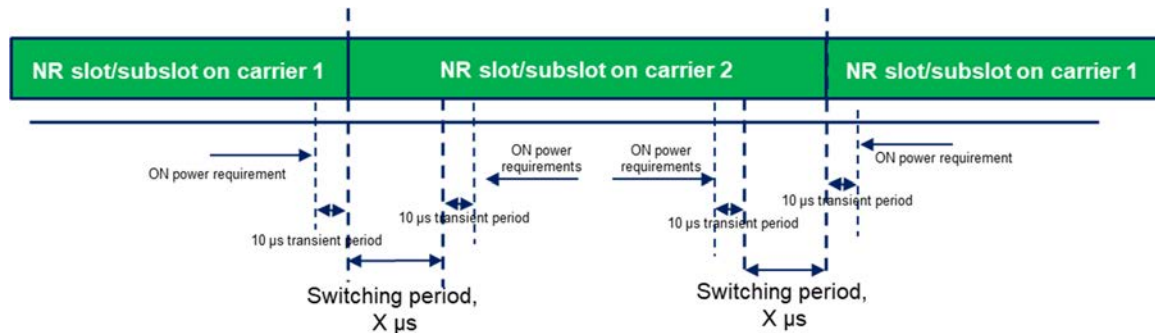 NR slot/subslot on carrier 1
NR slot/subslot on carrier 2
NR slot/subslot on carrier 1
ON power requirement
ON power
requirements
ON power
requirements
ON power requirement
10 µs transient period
10 µs transient period
10 µs transient period
10 µs transient period
Switching period,
X µs
Switching period,
X µs